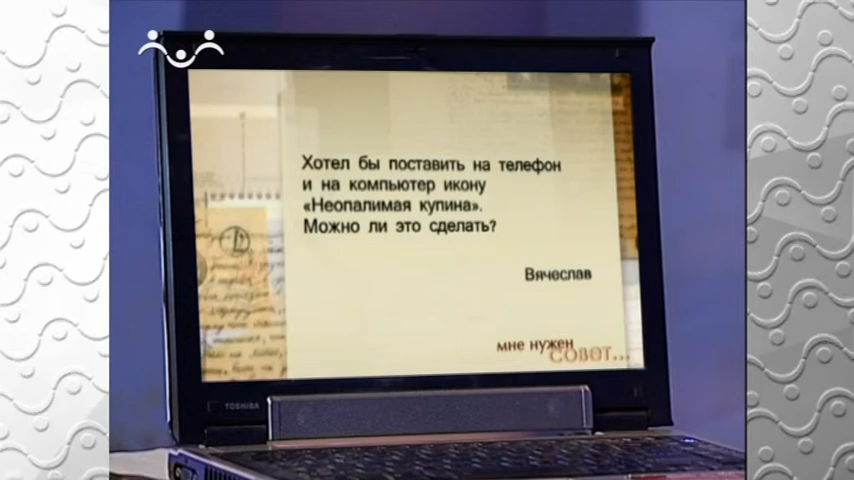 Хотел бы поставить на телефон
и на компьютер икону
«Неопалимая купина».
Можно ли это сделать?
Вячеслав
мне нужен
СОВЕТ...
TOSHIBA